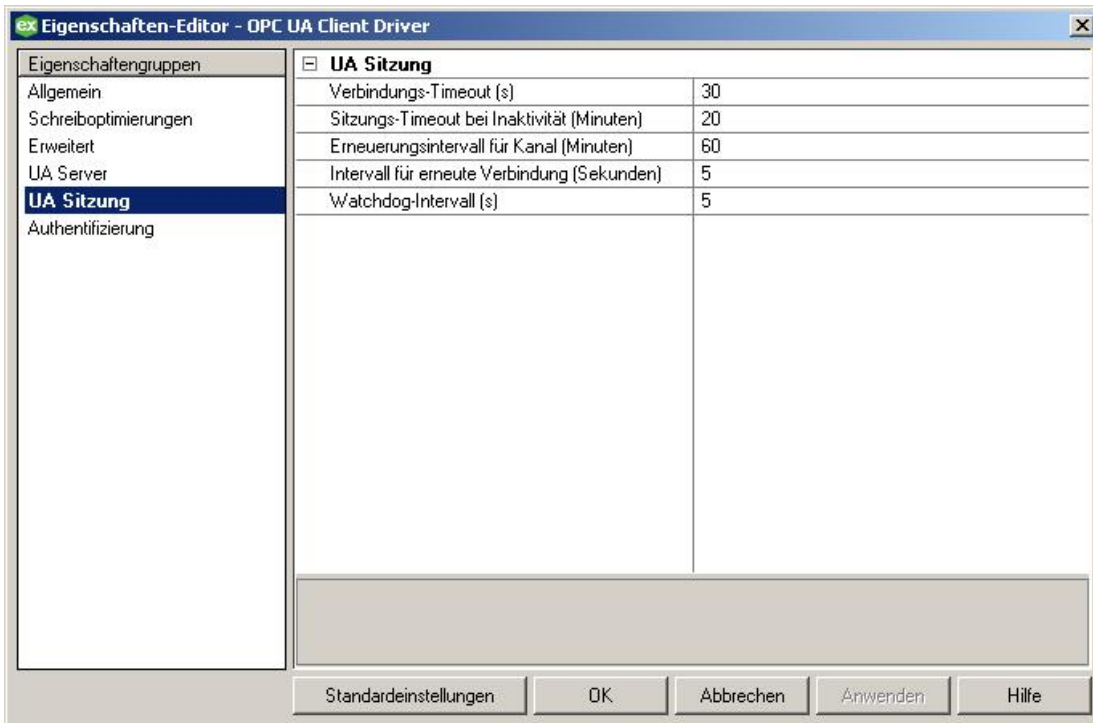 ex Eigenschaften-Editor - OPC UA Client Driver
Eigenschaftengruppen
Allgemein
Schreiboptimierungen
Erweitert
UA Server
UA Sitzung
Authentifizierung
UA Sitzung
Verbindungs-Timeout (s) 30
Sitzungs-Timeout bei Inaktivität (Minuten) 20
Erneuerungsintervall für Kanal (Minuten) 60
Intervall für erneute Verbindung (Sekunden) 5
Watchdog-Intervall (s) 5
Standardeinstellungen OK Abbrechen Anwenden Hilfe